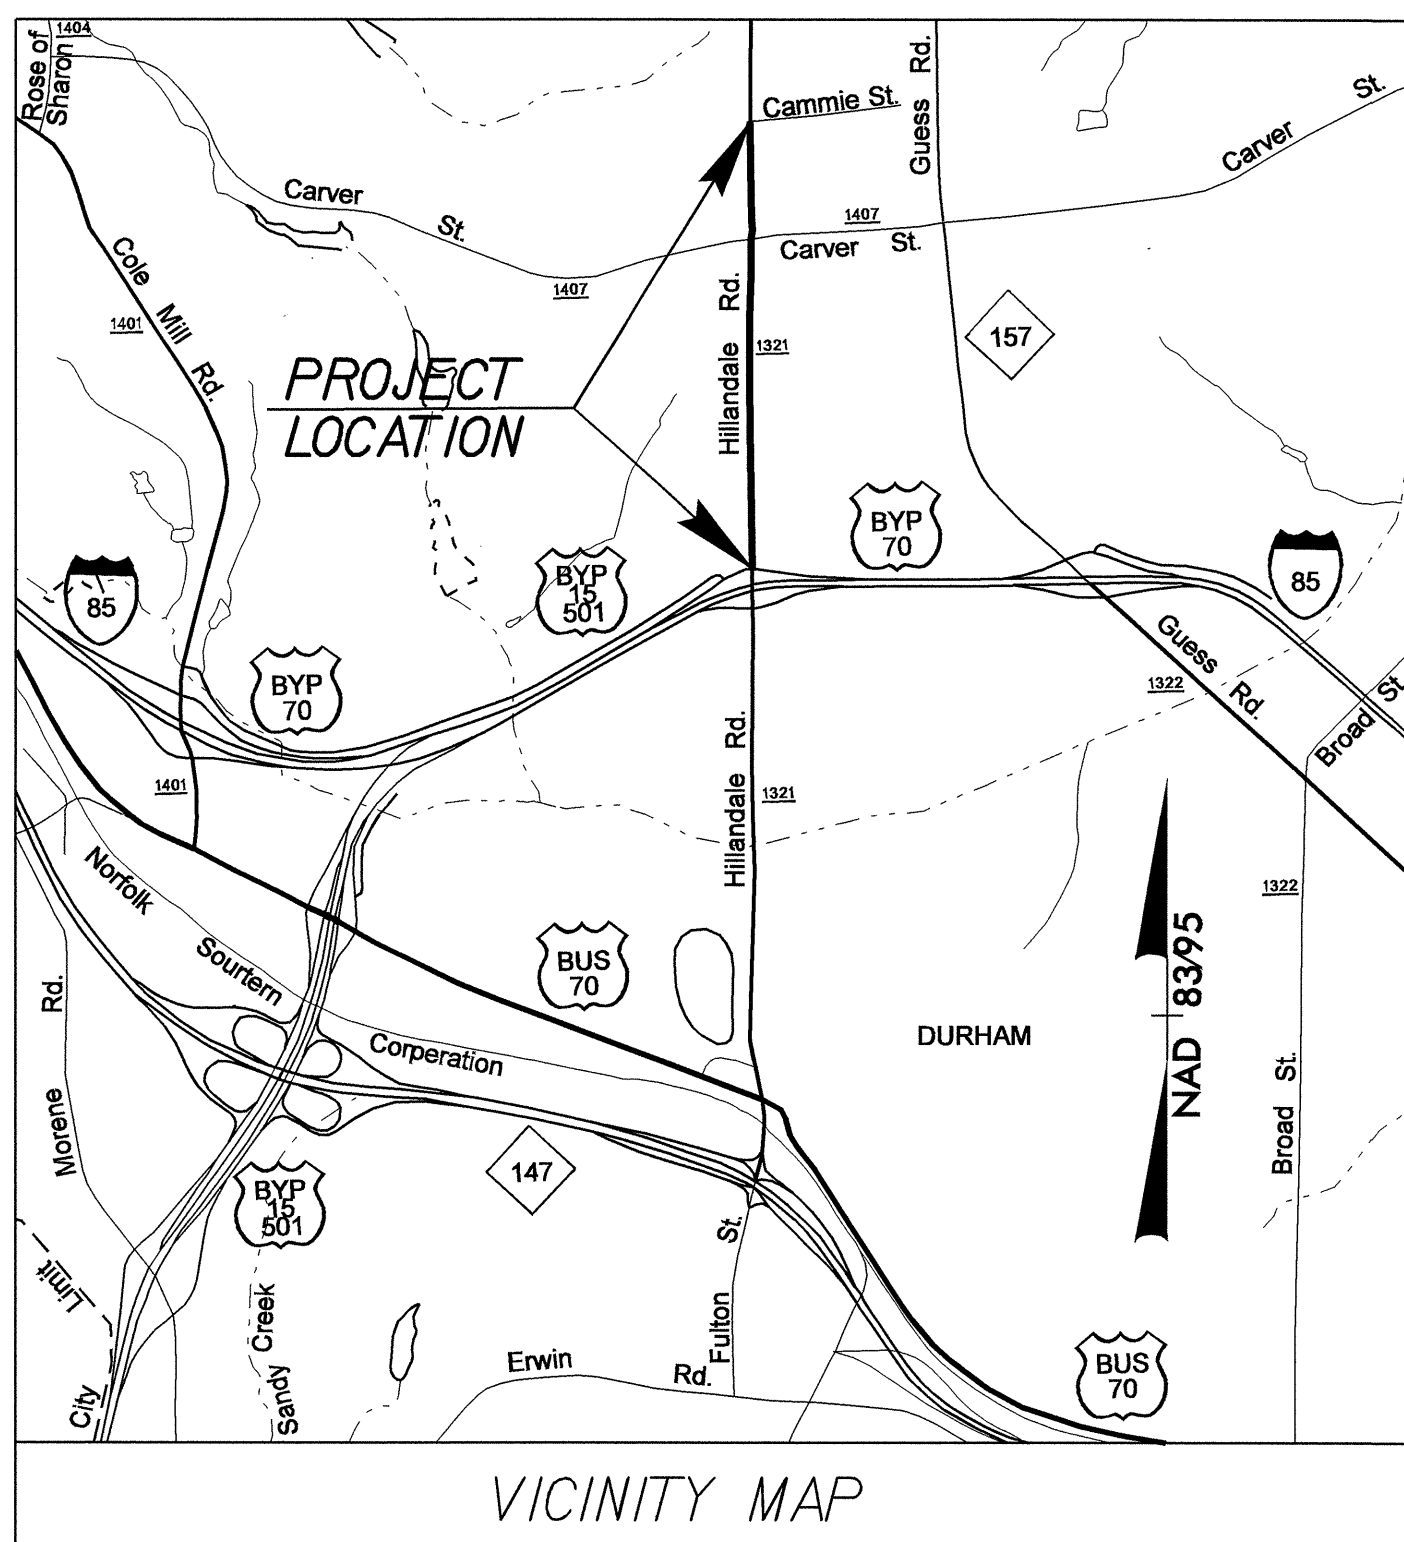 1404
Rose of
Sharon
Cammie St.
Guess Rd.
St.
Carver
Carver
St.
1407
1407
Carver St.
Cole Mill Rd.
1401
Hillandale Rd.
1321
157
PROJECT
LOCATION
BYP
70
BYP
15
501
85
85
BYP
70
Guess Rd.
1322
Broad St.
1401
Hillandale Rd.
1321
1322
Norfolk
Sourtern
Corperation
BUS
70
DURHAM
NAD 83/95
Morene Rd.
Broad St.
147
BYP
15
501
Fulton St.
City Limit
Sandy Creek
Erwin Rd.
BUS
70
VICINITY MAP